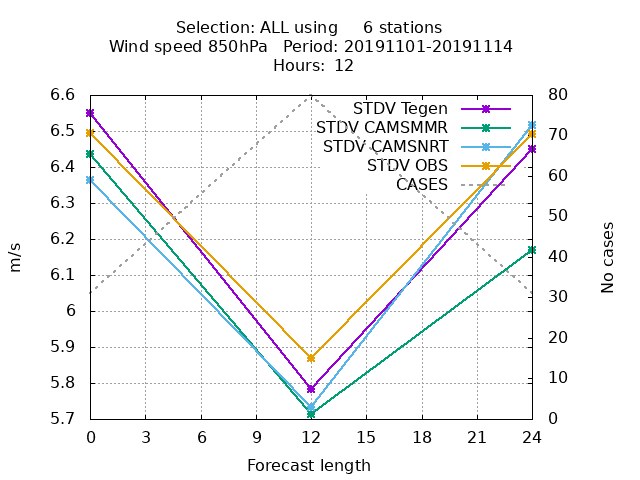 Selection: ALL using     6 stations
Wind speed 850hPa   Period: 20191101-20191114
Hours: 12
STDV Tegen
STDV CAMSMMR
STDV CAMSNRT
STDV OBS
CASES
6.6
6.5
6.4
6.3
6.2
6.1
6
5.9
5.8
5.7
m/s
80
70
60
50
40
30
20
10
0
No cases
0 3 6 9 12 15 18 21 24
Forecast length